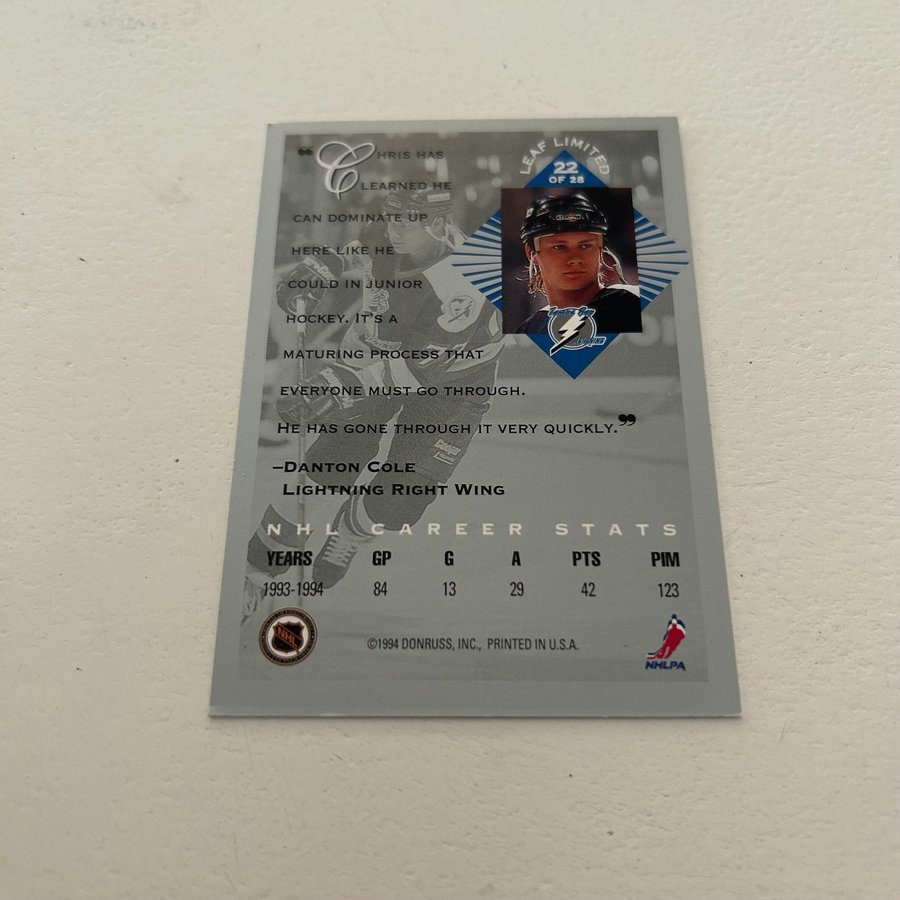 LEAF LIMITED
22
OF 28
“CHRIS HAS
LEARNED HE
CAN DOMINATE UP
HERE LIKE HE
COULD IN JUNIOR
HOCKEY. IT'S A
MATURING PROCESS THAT
EVERYONE MUST GO THROUGH.
HE HAS GONE THROUGH IT VERY QUICKLY.”
–DANTON COLE
LIGHTNING RIGHT WING
NHL CAREER STATS
YEARS GP G A PTS PIM
1993-1994 84 13 29 42 123
NHL
©1994 DONRUSS, INC., PRINTED IN U.S.A.
NHLPA